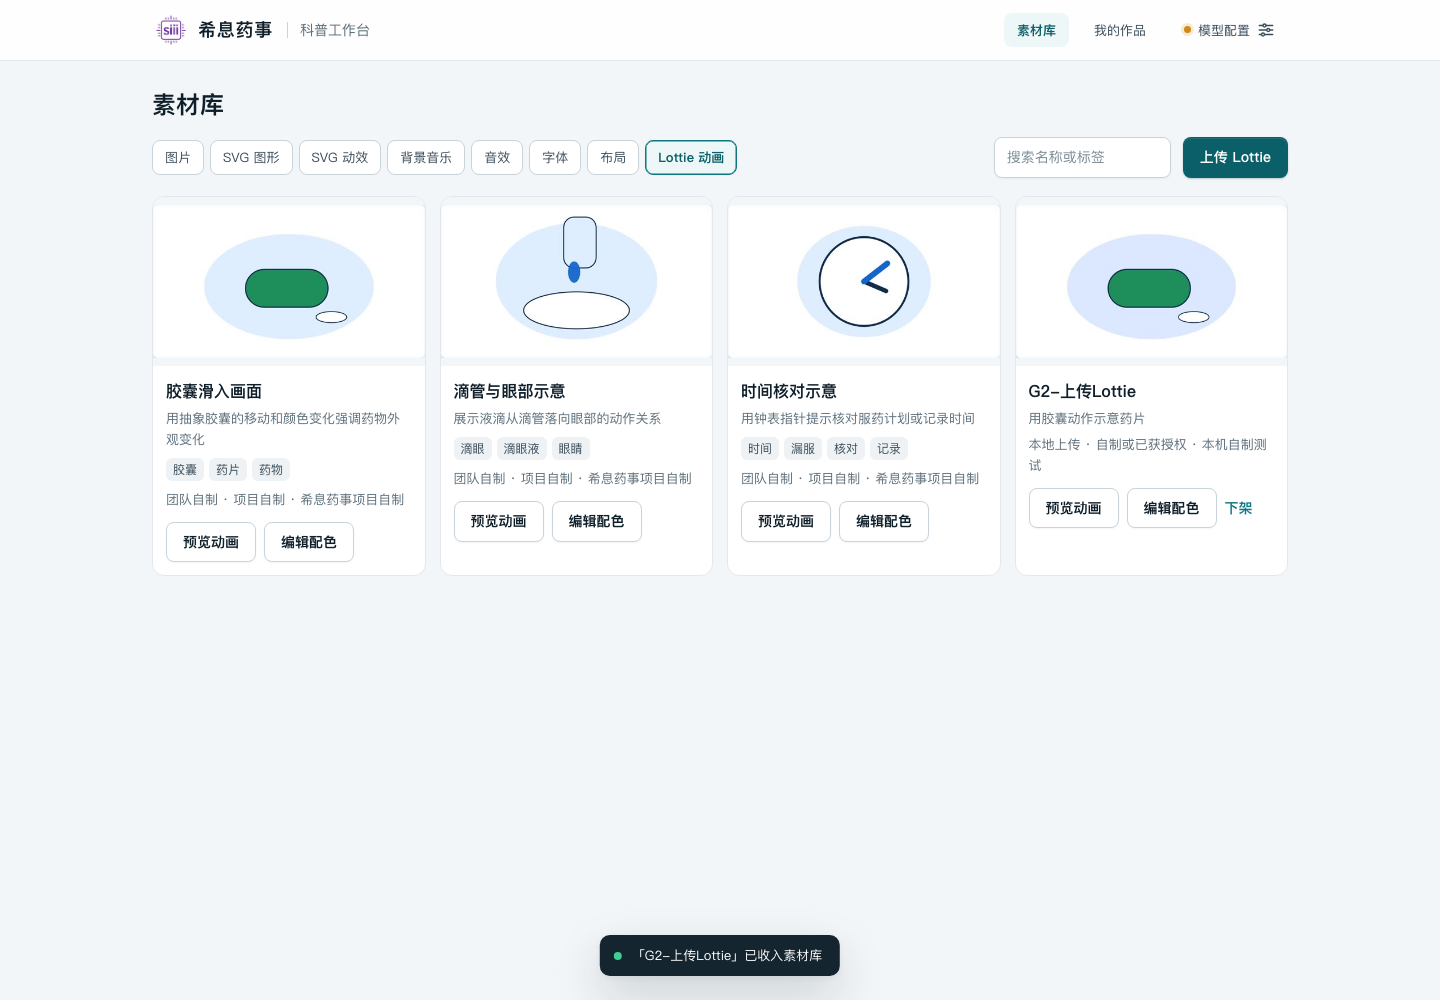 siii 希息药事 科普工作台 素材库 我的作品 模型配置
素材库
图片 SVG 图形 SVG 动效 背景音乐 音效 字体 布局 Lottie 动画 搜索名称或标签 上传 Lottie
胶囊滑入画面
用抽象胶囊的移动和颜色变化强调药物外
观变化
胶囊 药片 药物
团队自制 · 项目自制 · 希息药事项目自制
预览动画 编辑配色
滴管与眼部示意
展示液滴从滴管落向眼部的动作关系
滴眼 滴眼液 眼睛
团队自制 · 项目自制 · 希息药事项目自制
预览动画 编辑配色
时间核对示意
用钟表指针提示核对服药计划或记录时间
时间 漏服 核对 记录
团队自制 · 项目自制 · 希息药事项目自制
预览动画 编辑配色
G2-上传Lottie
用胶囊动作示意药片
本地上传 · 自制或已获授权 · 本机自制测
试
预览动画 编辑配色 下架
「G2-上传Lottie」已收入素材库